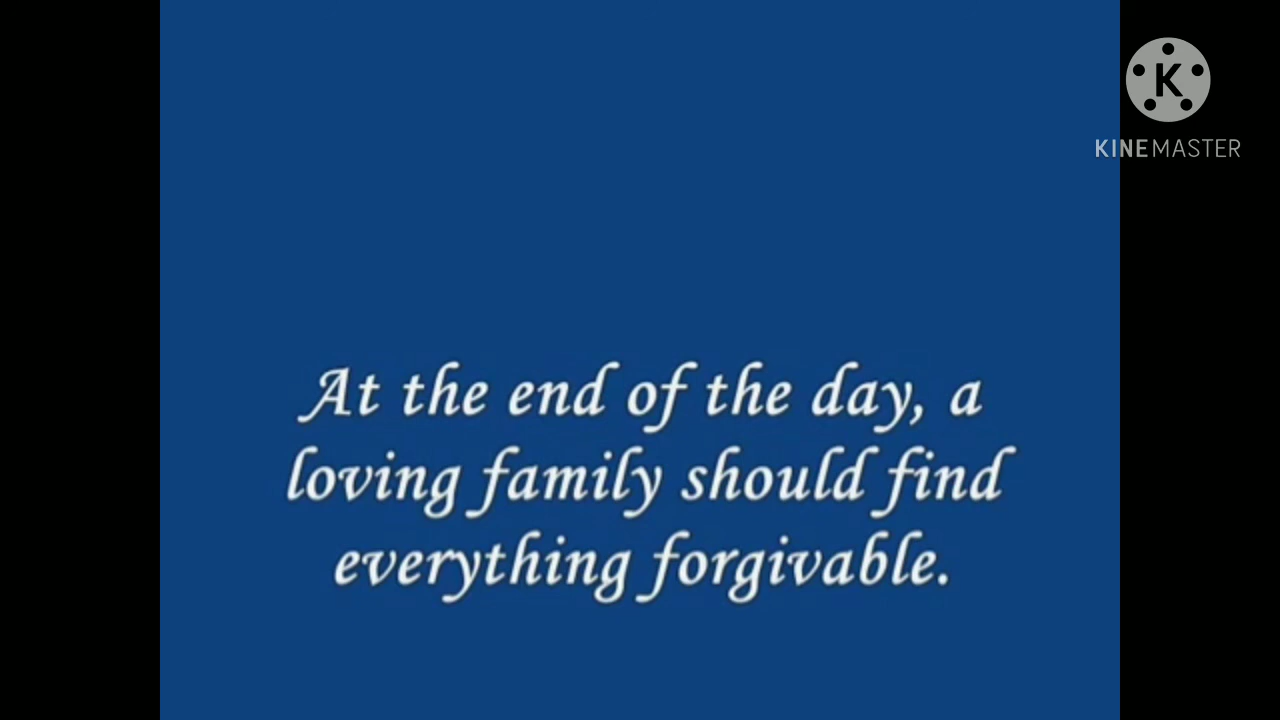 K
KINEMASTER
At the end of the day, a
loving family should find
everything forgivable.